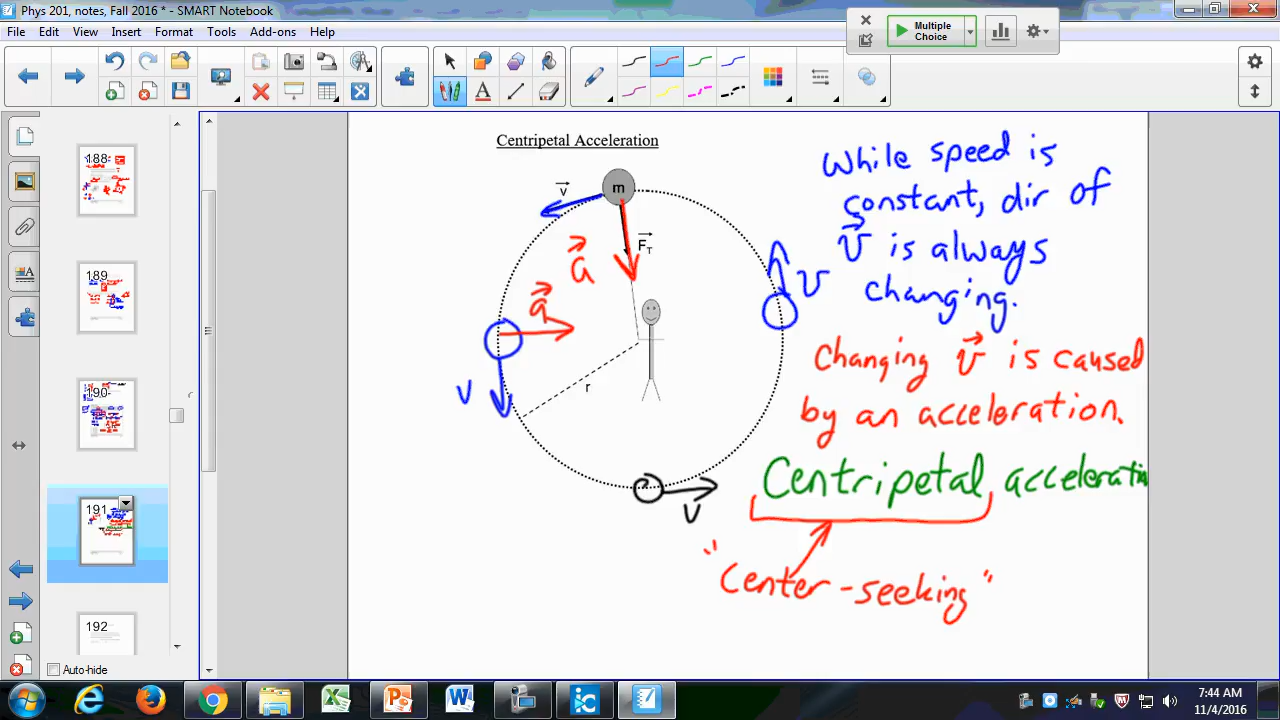 Phys 201, notes, Fall 2016 * - SMART Notebook
File Edit View Insert Format Tools Add-ons Help
Multiple
Choice
188
189
190
191
192
Auto-hide
Centripetal Acceleration
v
m
F_T
a
a
v
r
v
v
While speed is
constant, dir of
v is always
changing.
Changing v is caused
by an acceleration.
Centripetal acceleratio
"Center-seeking"
7:44 AM
11/4/2016